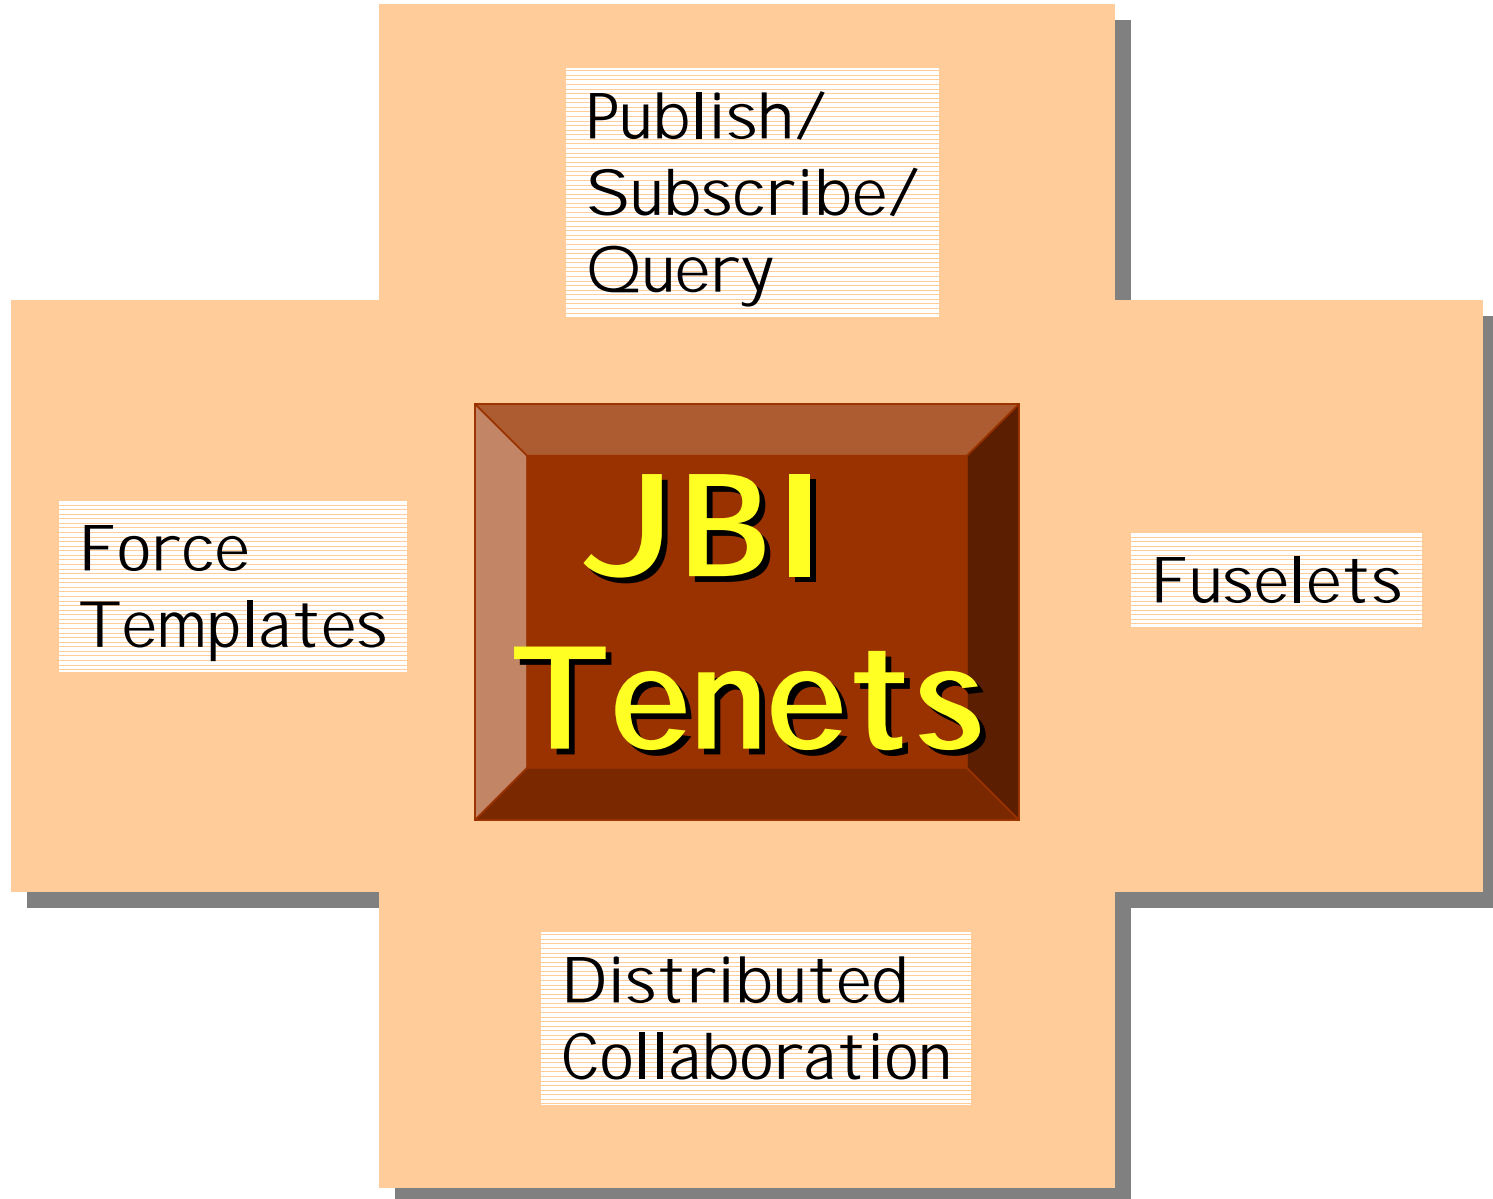 Publish/
Subscribe/
Query
Force
Templates
JBI
Tenets
Fuselets
Distributed
Collaboration